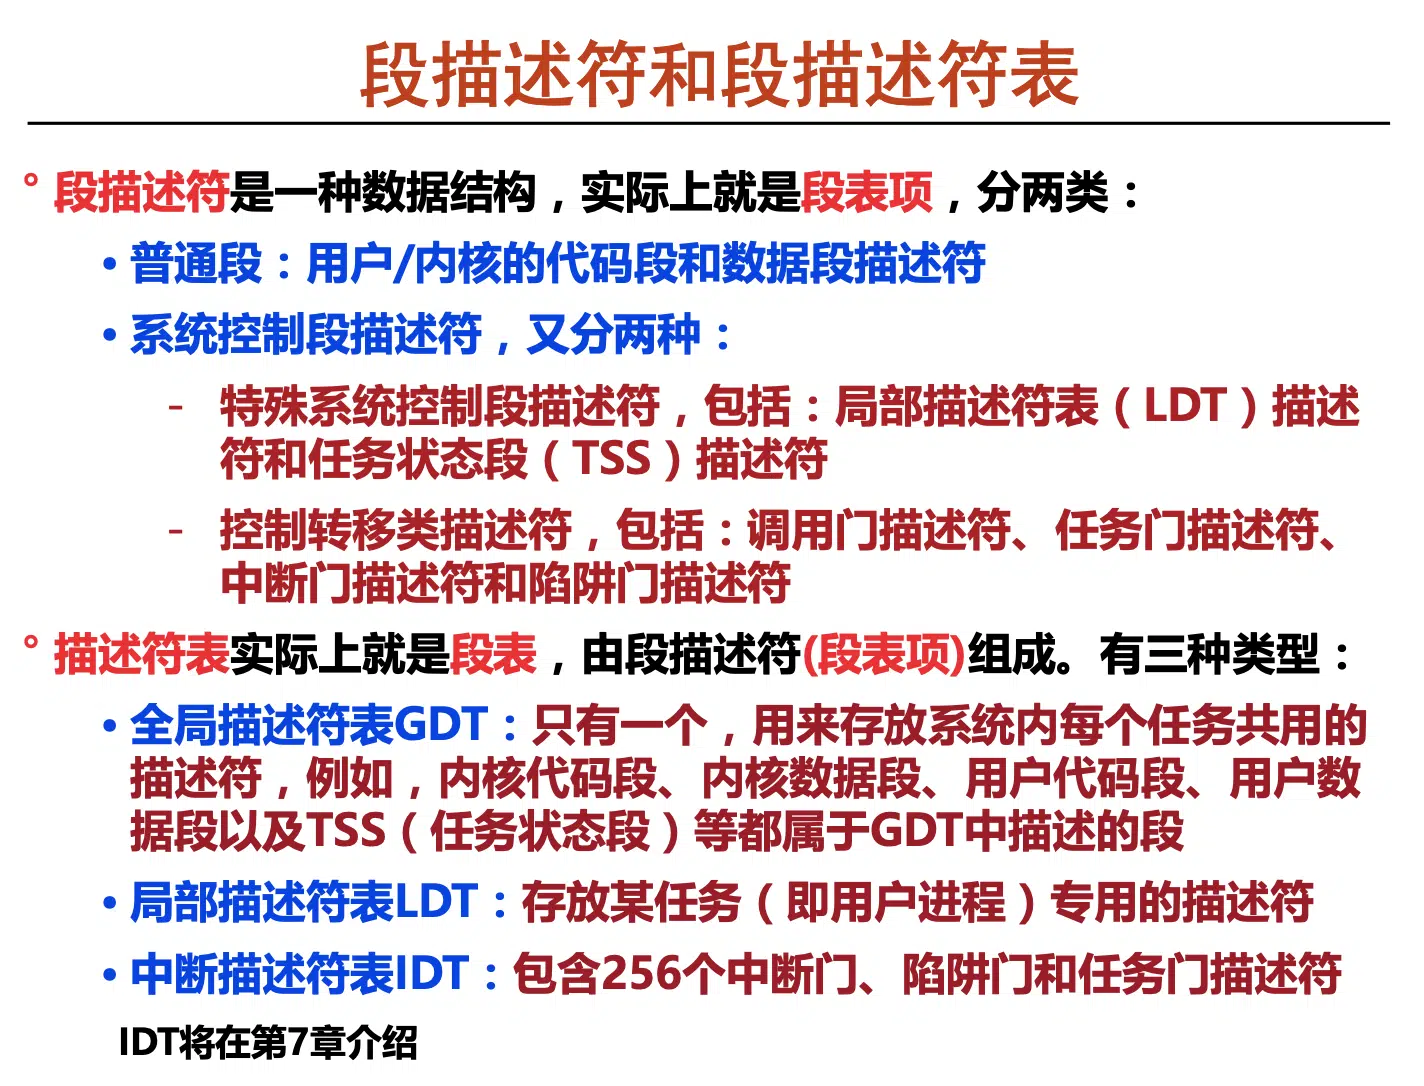 段描述符和段描述符表
° 段描述符是一种数据结构，实际上就是段表项，分两类：
• 普通段：用户/内核的代码段和数据段描述符
• 系统控制段描述符，又分两种：
- 特殊系统控制段描述符，包括：局部描述符表（LDT）描述
符和任务状态段（TSS）描述符
- 控制转移类描述符，包括：调用门描述符、任务门描述符、
中断门描述符和陷阱门描述符
° 描述符表实际上就是段表，由段描述符(段表项)组成。有三种类型：
• 全局描述符表GDT：只有一个，用来存放系统内每个任务共用的
描述符，例如，内核代码段、内核数据段、用户代码段、用户数
据段以及TSS（任务状态段）等都属于GDT中描述的段
• 局部描述符表LDT：存放某任务（即用户进程）专用的描述符
• 中断描述符表IDT：包含256个中断门、陷阱门和任务门描述符
IDT将在第7章介绍